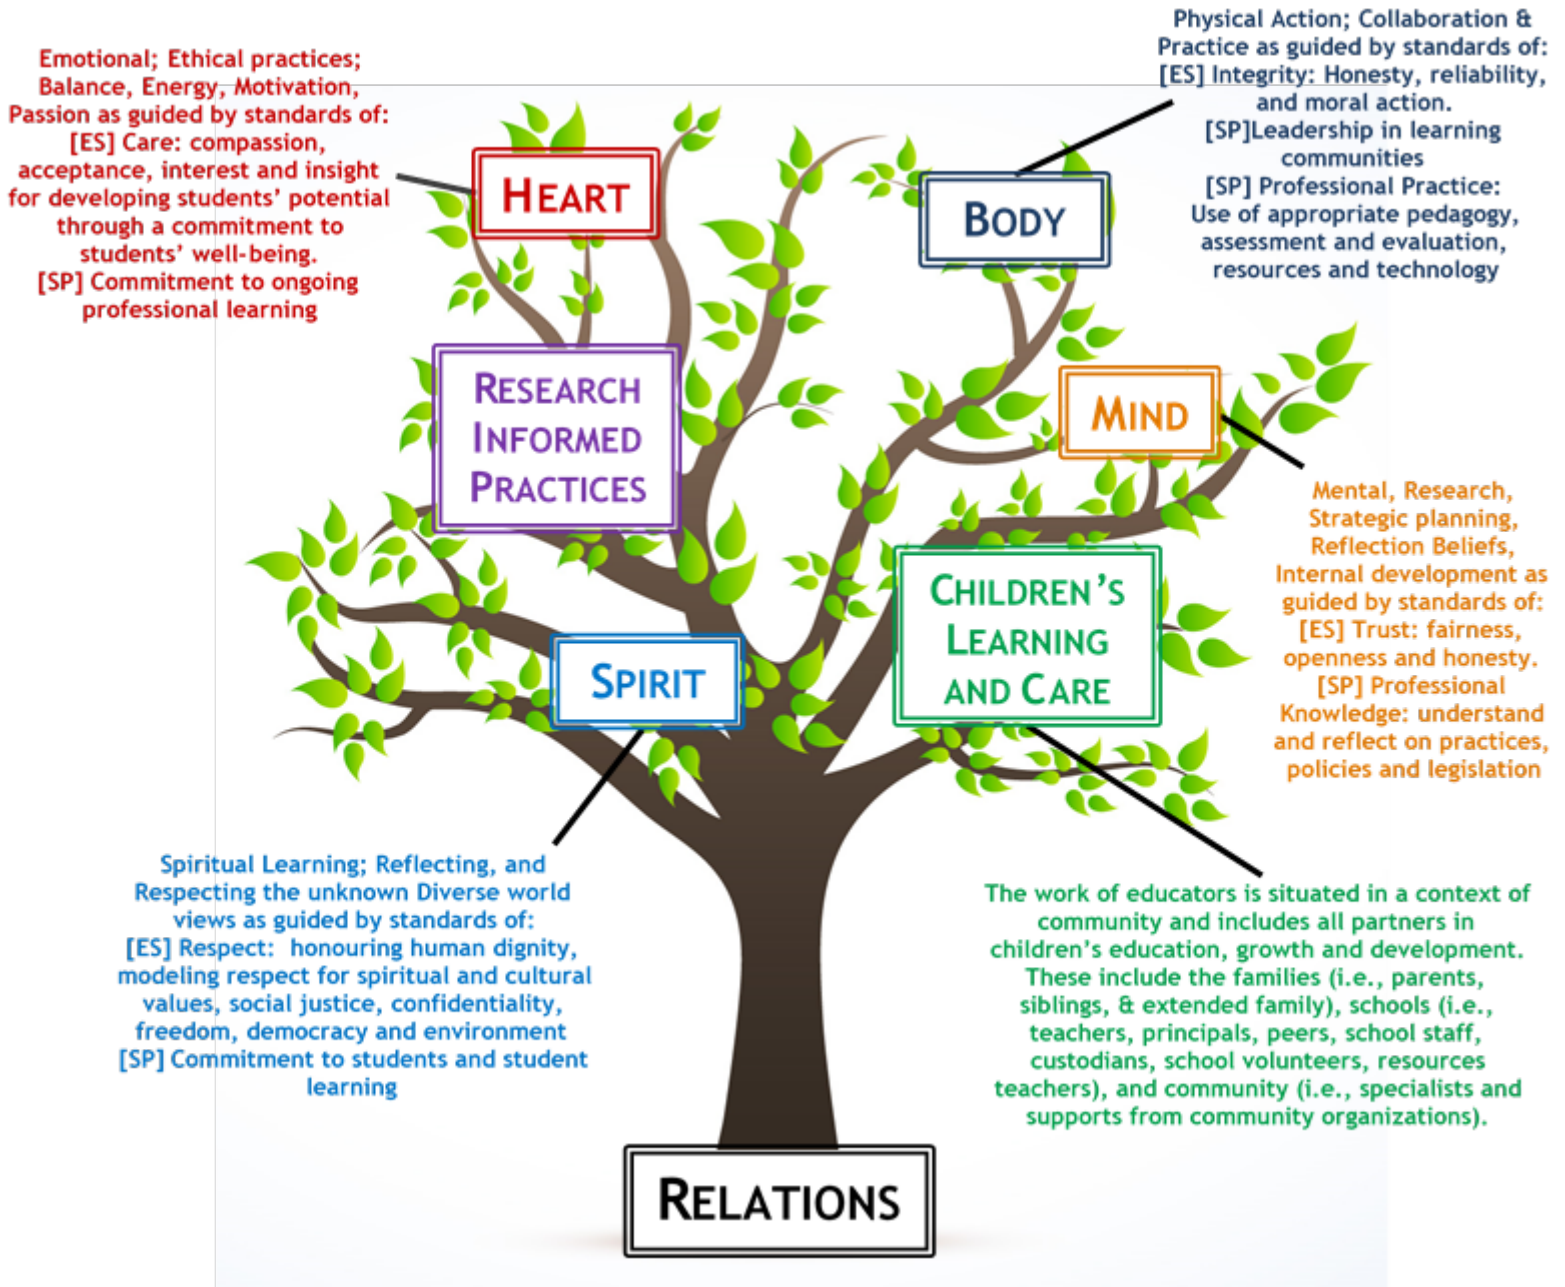 Emotional; Ethical practices;
Balance, Energy, Motivation,
Passion as guided by standards of:
[ES] Care: compassion,
acceptance, interest and insight
for developing students' potential
through a commitment to
students' well-being.
[SP] Commitment to ongoing
professional learning
HEART
Physical Action; Collaboration &
Practice as guided by standards of:
[ES] Integrity: Honesty, reliability,
and moral action.
[SP]Leadership in learning
communities
[SP] Professional Practice:
Use of appropriate pedagogy,
assessment and evaluation,
resources and technology
BODY
RESEARCH
INFORMED
PRACTICES
MIND
Mental, Research,
Strategic planning,
Reflection Beliefs,
Internal development as
guided by standards of:
[ES] Trust: fairness,
openness and honesty.
[SP] Professional
Knowledge: understand
and reflect on practices,
policies and legislation
SPIRIT
CHILDREN'S
LEARNING
AND CARE
Spiritual Learning; Reflecting, and
Respecting the unknown Diverse world
views as guided by standards of:
[ES] Respect:  honouring human dignity,
modeling respect for spiritual and cultural
values, social justice, confidentiality,
freedom, democracy and environment
[SP] Commitment to students and student
learning
The work of educators is situated in a context of
community and includes all partners in
children's education, growth and development.
These include the families (i.e., parents,
siblings, & extended family), schools (i.e.,
teachers, principals, peers, school staff,
custodians, school volunteers, resources
teachers), and community (i.e., specialists and
supports from community organizations).
RELATIONS